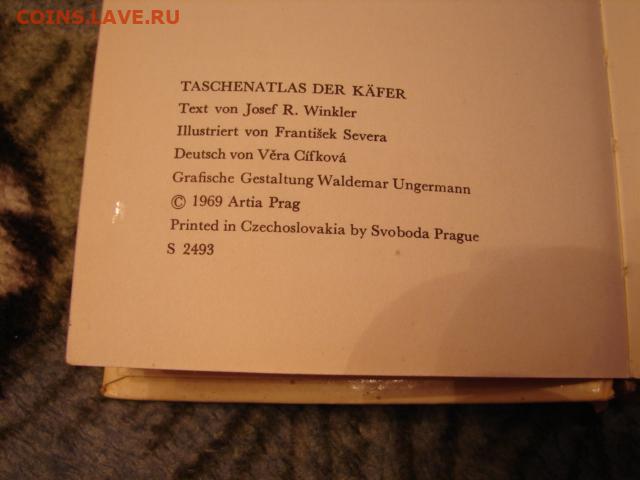 COINS.LAVE.RU
TASCHENATLAS DER KÄFER
Text von Josef R. Winkler
Illustriert von František Severa
Deutsch von Věra Cífková
Grafische Gestaltung Waldemar Ungermann
© 1969 Artia Prag
Printed in Czechoslovakia by Svoboda Prague
S 2493